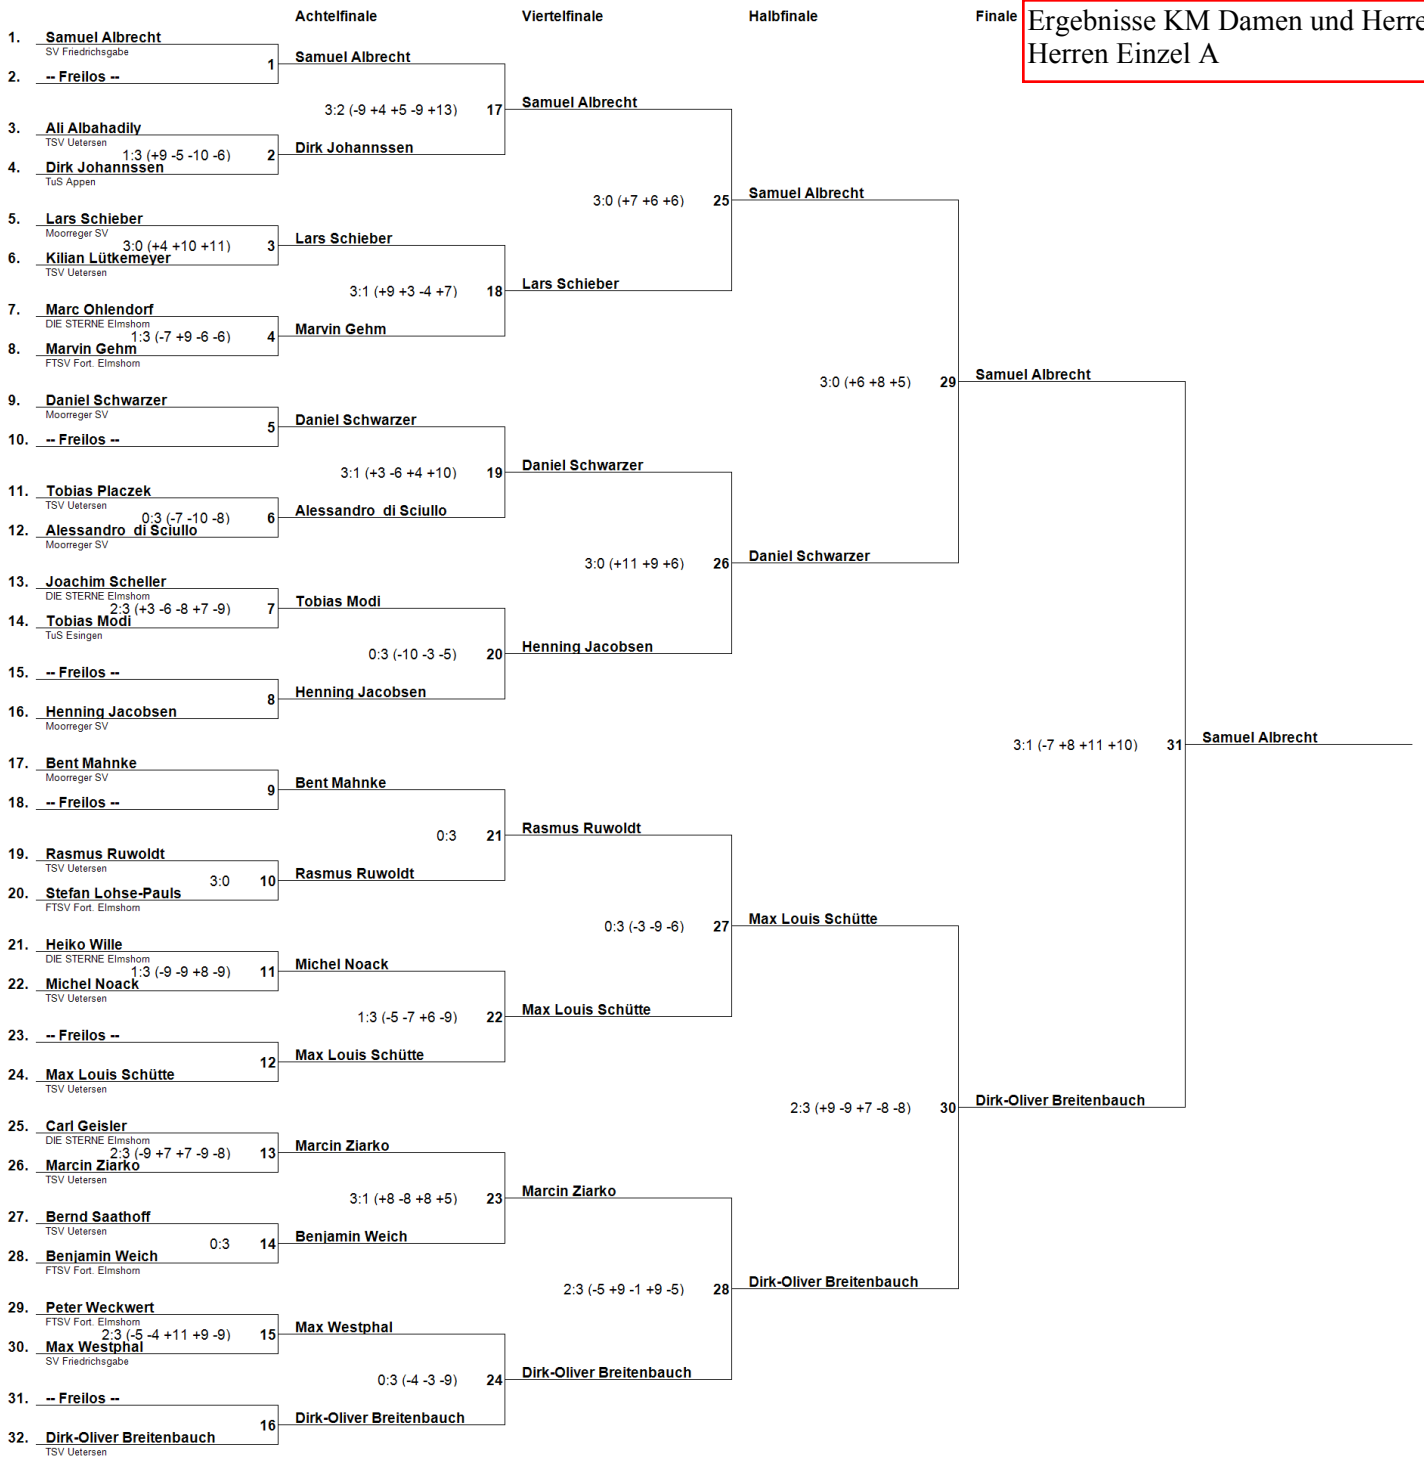 Achtelfinale
Viertelfinale
Halbfinale
Finale
Ergebnisse KM Damen und Herre
Herren Einzel A
1. Samuel Albrecht
SV Friedrichsgabe
1
2. -- Freilos --
3. Ali Albahadily
TSV Uetersen
1:3 (+9 -5 -10 -6) 2
4. Dirk Johannssen
TuS Appen
5. Lars Schieber
Moorreger SV
3:0 (+4 +10 +11) 3
6. Kilian Lütkemeyer
TSV Uetersen
7. Marc Ohlendorf
DIE STERNE Elmshorn
1:3 (-7 +9 -6 -6) 4
8. Marvin Gehm
FTSV Fort. Elmshorn
9. Daniel Schwarzer
Moorreger SV
5
10. -- Freilos --
11. Tobias Placzek
TSV Uetersen
0:3 (-7 -10 -8) 6
12. Alessandro di Sciullo
Moorreger SV
13. Joachim Scheller
DIE STERNE Elmshorn
2:3 (+3 -6 -8 +7 -9) 7
14. Tobias Modi
TuS Esingen
15. -- Freilos --
8
16. Henning Jacobsen
Moorreger SV
17. Bent Mahnke
Moorreger SV
9
18. -- Freilos --
19. Rasmus Ruwoldt
TSV Uetersen
3:0 10
20. Stefan Lohse-Pauls
FTSV Fort. Elmshorn
21. Heiko Wille
DIE STERNE Elmshorn
1:3 (-9 -9 +8 -9) 11
22. Michel Noack
TSV Uetersen
23. -- Freilos --
12
24. Max Louis Schütte
TSV Uetersen
25. Carl Geisler
DIE STERNE Elmshorn
2:3 (-9 +7 +7 -9 -8) 13
26. Marcin Ziarko
TSV Uetersen
27. Bernd Saathoff
TSV Uetersen
0:3 14
28. Benjamin Weich
FTSV Fort. Elmshorn
29. Peter Weckwert
FTSV Fort. Elmshorn
2:3 (-5 -4 +11 +9 -9) 15
30. Max Westphal
SV Friedrichsgabe
31. -- Freilos --
16
32. Dirk-Oliver Breitenbauch
TSV Uetersen
Samuel Albrecht
3:2 (-9 +4 +5 -9 +13) 17
Dirk Johannssen
Lars Schieber
3:1 (+9 +3 -4 +7) 18
Marvin Gehm
Daniel Schwarzer
3:1 (+3 -6 +4 +10) 19
Alessandro di Sciullo
Tobias Modi
0:3 (-10 -3 -5) 20
Henning Jacobsen
Bent Mahnke
0:3 21
Rasmus Ruwoldt
Michel Noack
1:3 (-5 -7 +6 -9) 22
Max Louis Schütte
Marcin Ziarko
3:1 (+8 -8 +8 +5) 23
Benjamin Weich
Max Westphal
0:3 (-4 -3 -9) 24
Dirk-Oliver Breitenbauch
Samuel Albrecht
3:0 (+7 +6 +6) 25
Lars Schieber
Daniel Schwarzer
3:0 (+11 +9 +6) 26
Henning Jacobsen
Rasmus Ruwoldt
0:3 (-3 -9 -6) 27
Max Louis Schütte
Marcin Ziarko
2:3 (-5 +9 -1 +9 -5) 28
Dirk-Oliver Breitenbauch
Samuel Albrecht
3:0 (+6 +8 +5) 29
Daniel Schwarzer
Max Louis Schütte
2:3 (+9 -9 +7 -8 -8) 30
Dirk-Oliver Breitenbauch
Samuel Albrecht
3:1 (-7 +8 +11 +10) 31
Dirk-Oliver Breitenbauch
Samuel Albrecht